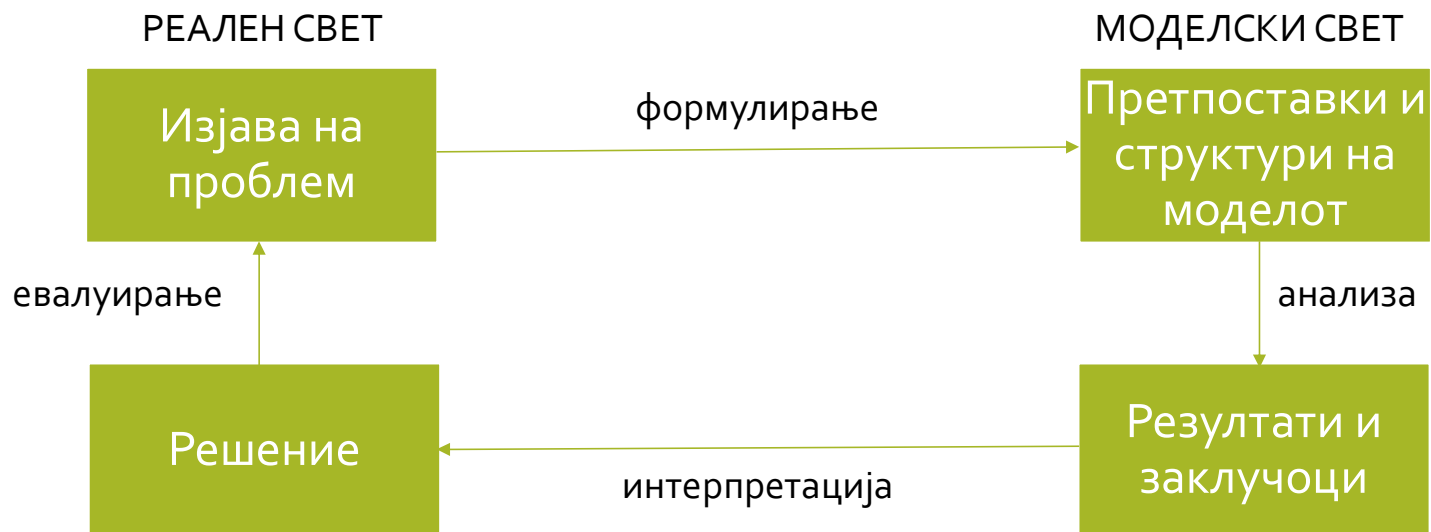 РЕАЛЕН СВЕТ
МОДЕЛСКИ СВЕТ
Изјава на
проблем
формулирање
Претпоставки и
структури на
моделот
евалуирање
анализа
Решение
интерпретација
Резултати и
заклучоци